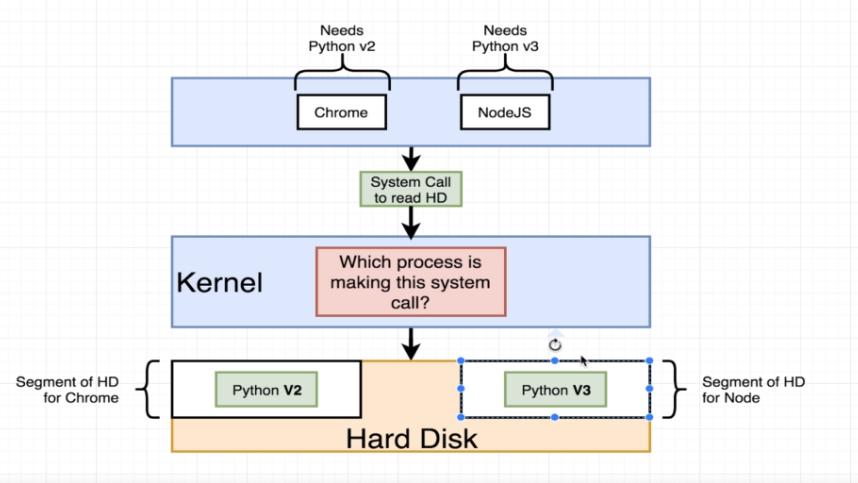 Needs
Python v2
Needs
Python v3
Chrome
NodeJS
System Call
to read HD
Kernel
Which process is
making this system
call?
Segment of HD
for Chrome
Python V2
Python V3
Segment of HD
for Node
Hard Disk